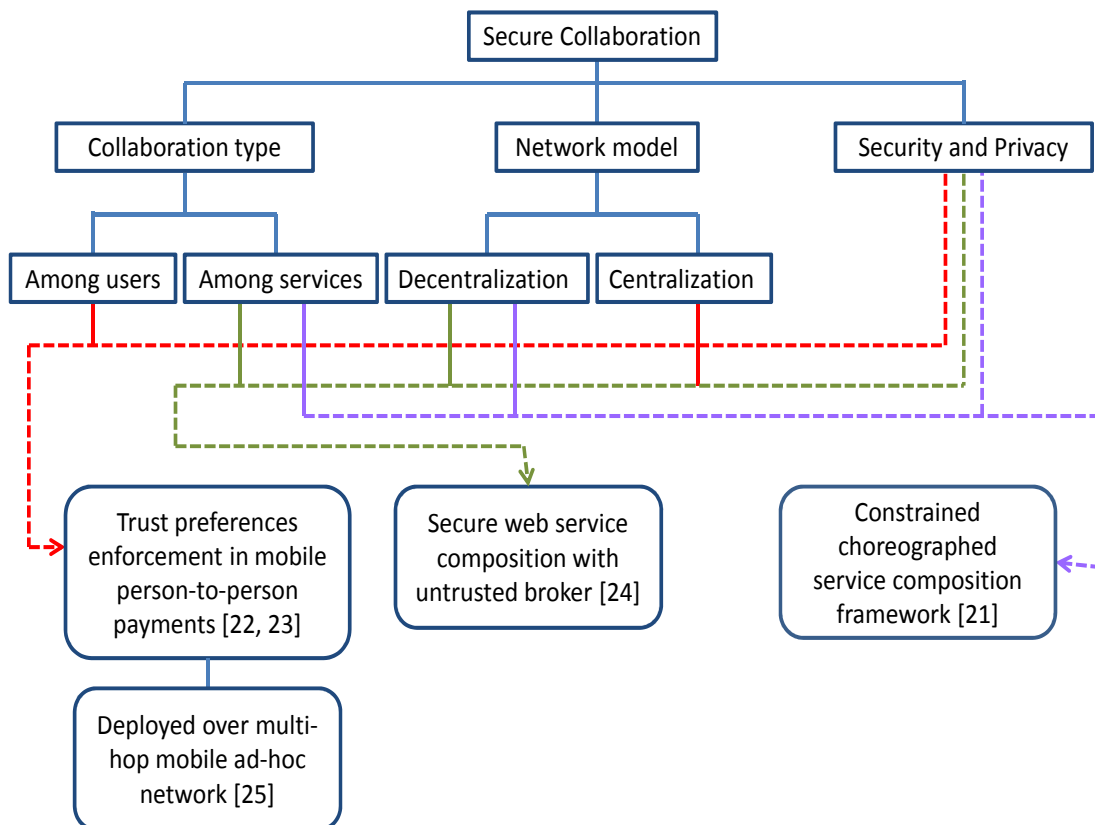 Secure Collaboration
Collaboration type
Network model
Security and Privacy
Among users
Among services
Decentralization
Centralization
Trust preferences
enforcement in mobile
person-to-person
payments [22, 23]
Secure web service
composition with
untrusted broker [24]
Constrained
choreographed
service composition
framework [21]
Deployed over multi-
hop mobile ad-hoc
network [25]